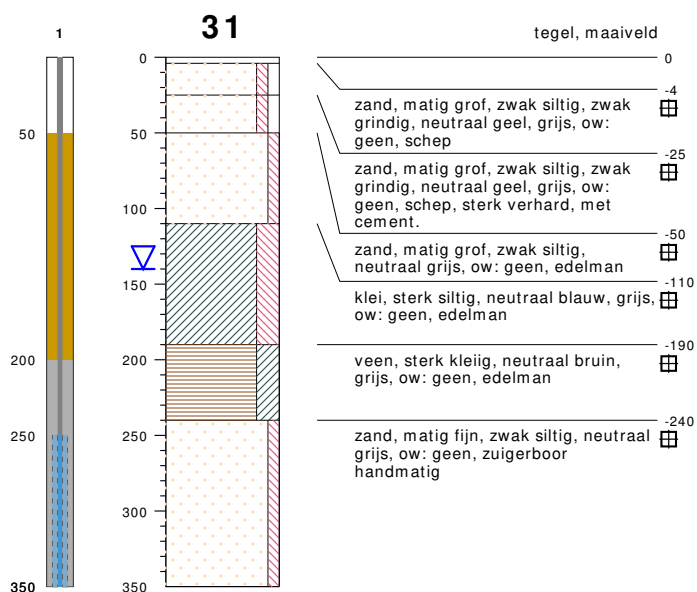 1
31
tegel, maaiveld
0
0
-4
zand, matig grof, zwak siltig, zwak
grindig, neutraal geel, grijs, ow:
geen, schep
50
50
-25
zand, matig grof, zwak siltig, zwak
grindig, neutraal geel, grijs, ow:
geen, schep, sterk verhard, met
cement.
100
-50
zand, matig grof, zwak siltig,
neutraal grijs, ow: geen, edelman
150
-110
klei, sterk siltig, neutraal blauw, grijs,
ow: geen, edelman
200
200
-190
veen, sterk kleiig, neutraal bruin,
grijs, ow: geen, edelman
250
250
-240
zand, matig fijn, zwak siltig, neutraal
grijs, ow: geen, zuigerboor
handmatig
300
350
350